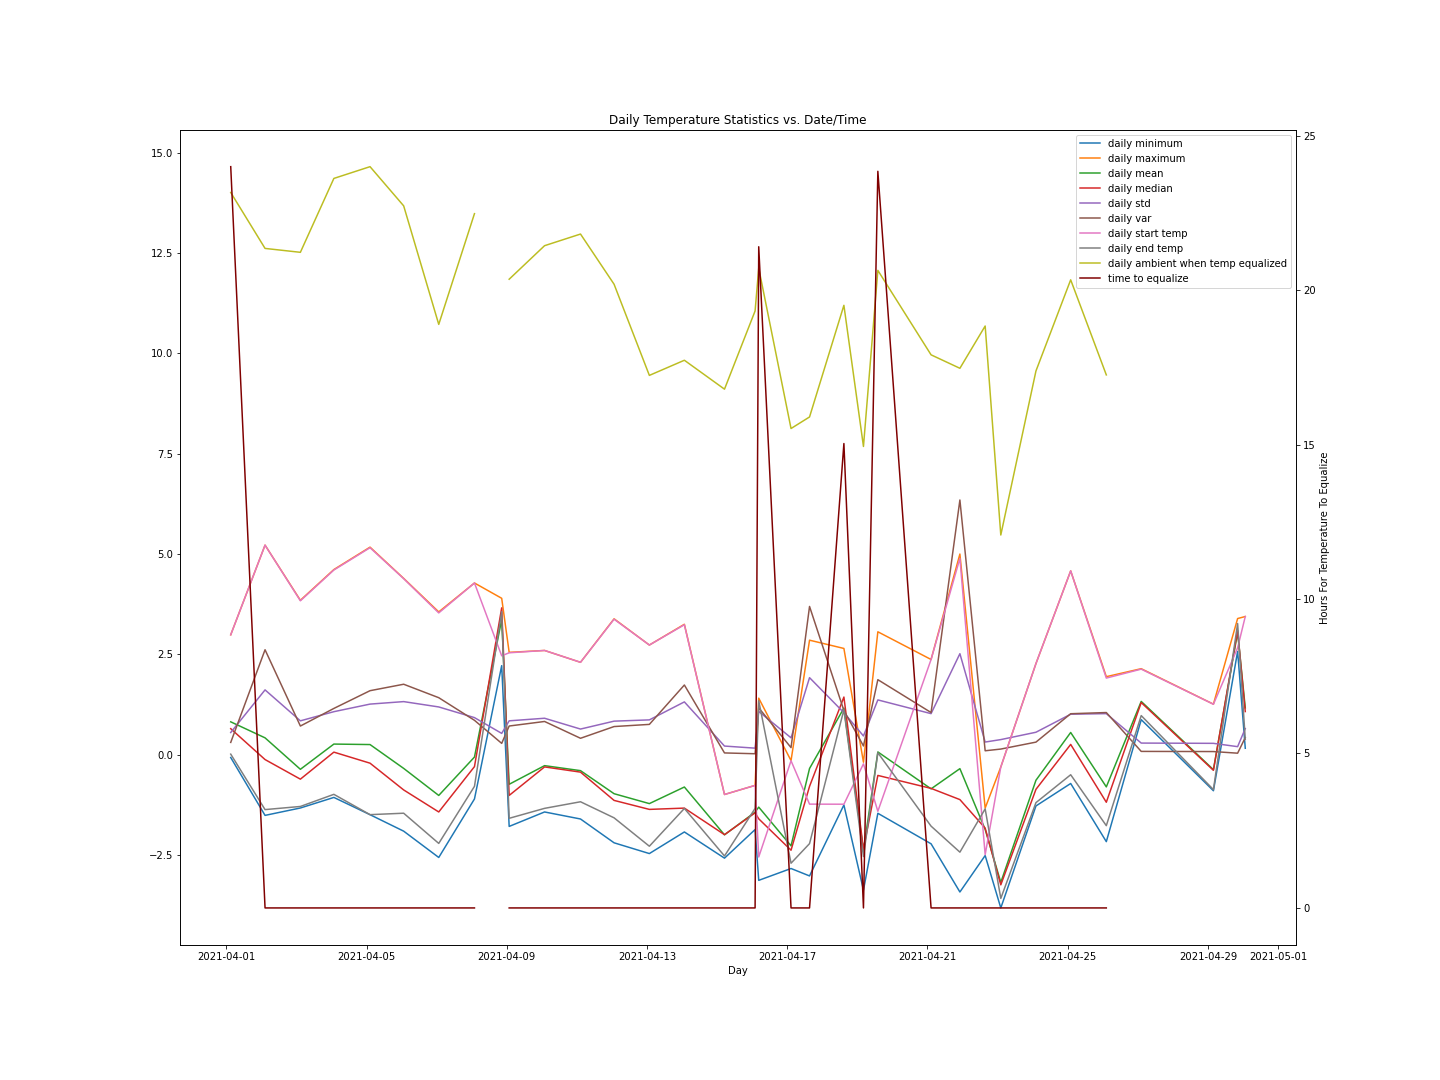 Daily Temperature Statistics vs. Date/Time
15.0
12.5
10.0
7.5
5.0
2.5
0.0
−2.5
daily minimum
daily maximum
daily mean
daily median
daily std
daily var
daily start temp
daily end temp
daily ambient when temp equalized
time to equalize
25
20
15
10
5
0
Hours For Temperature To Equalize
2021-04-01 2021-04-05 2021-04-09 2021-04-13 2021-04-17 2021-04-21 2021-04-25 2021-04-29 2021-05-01
Day